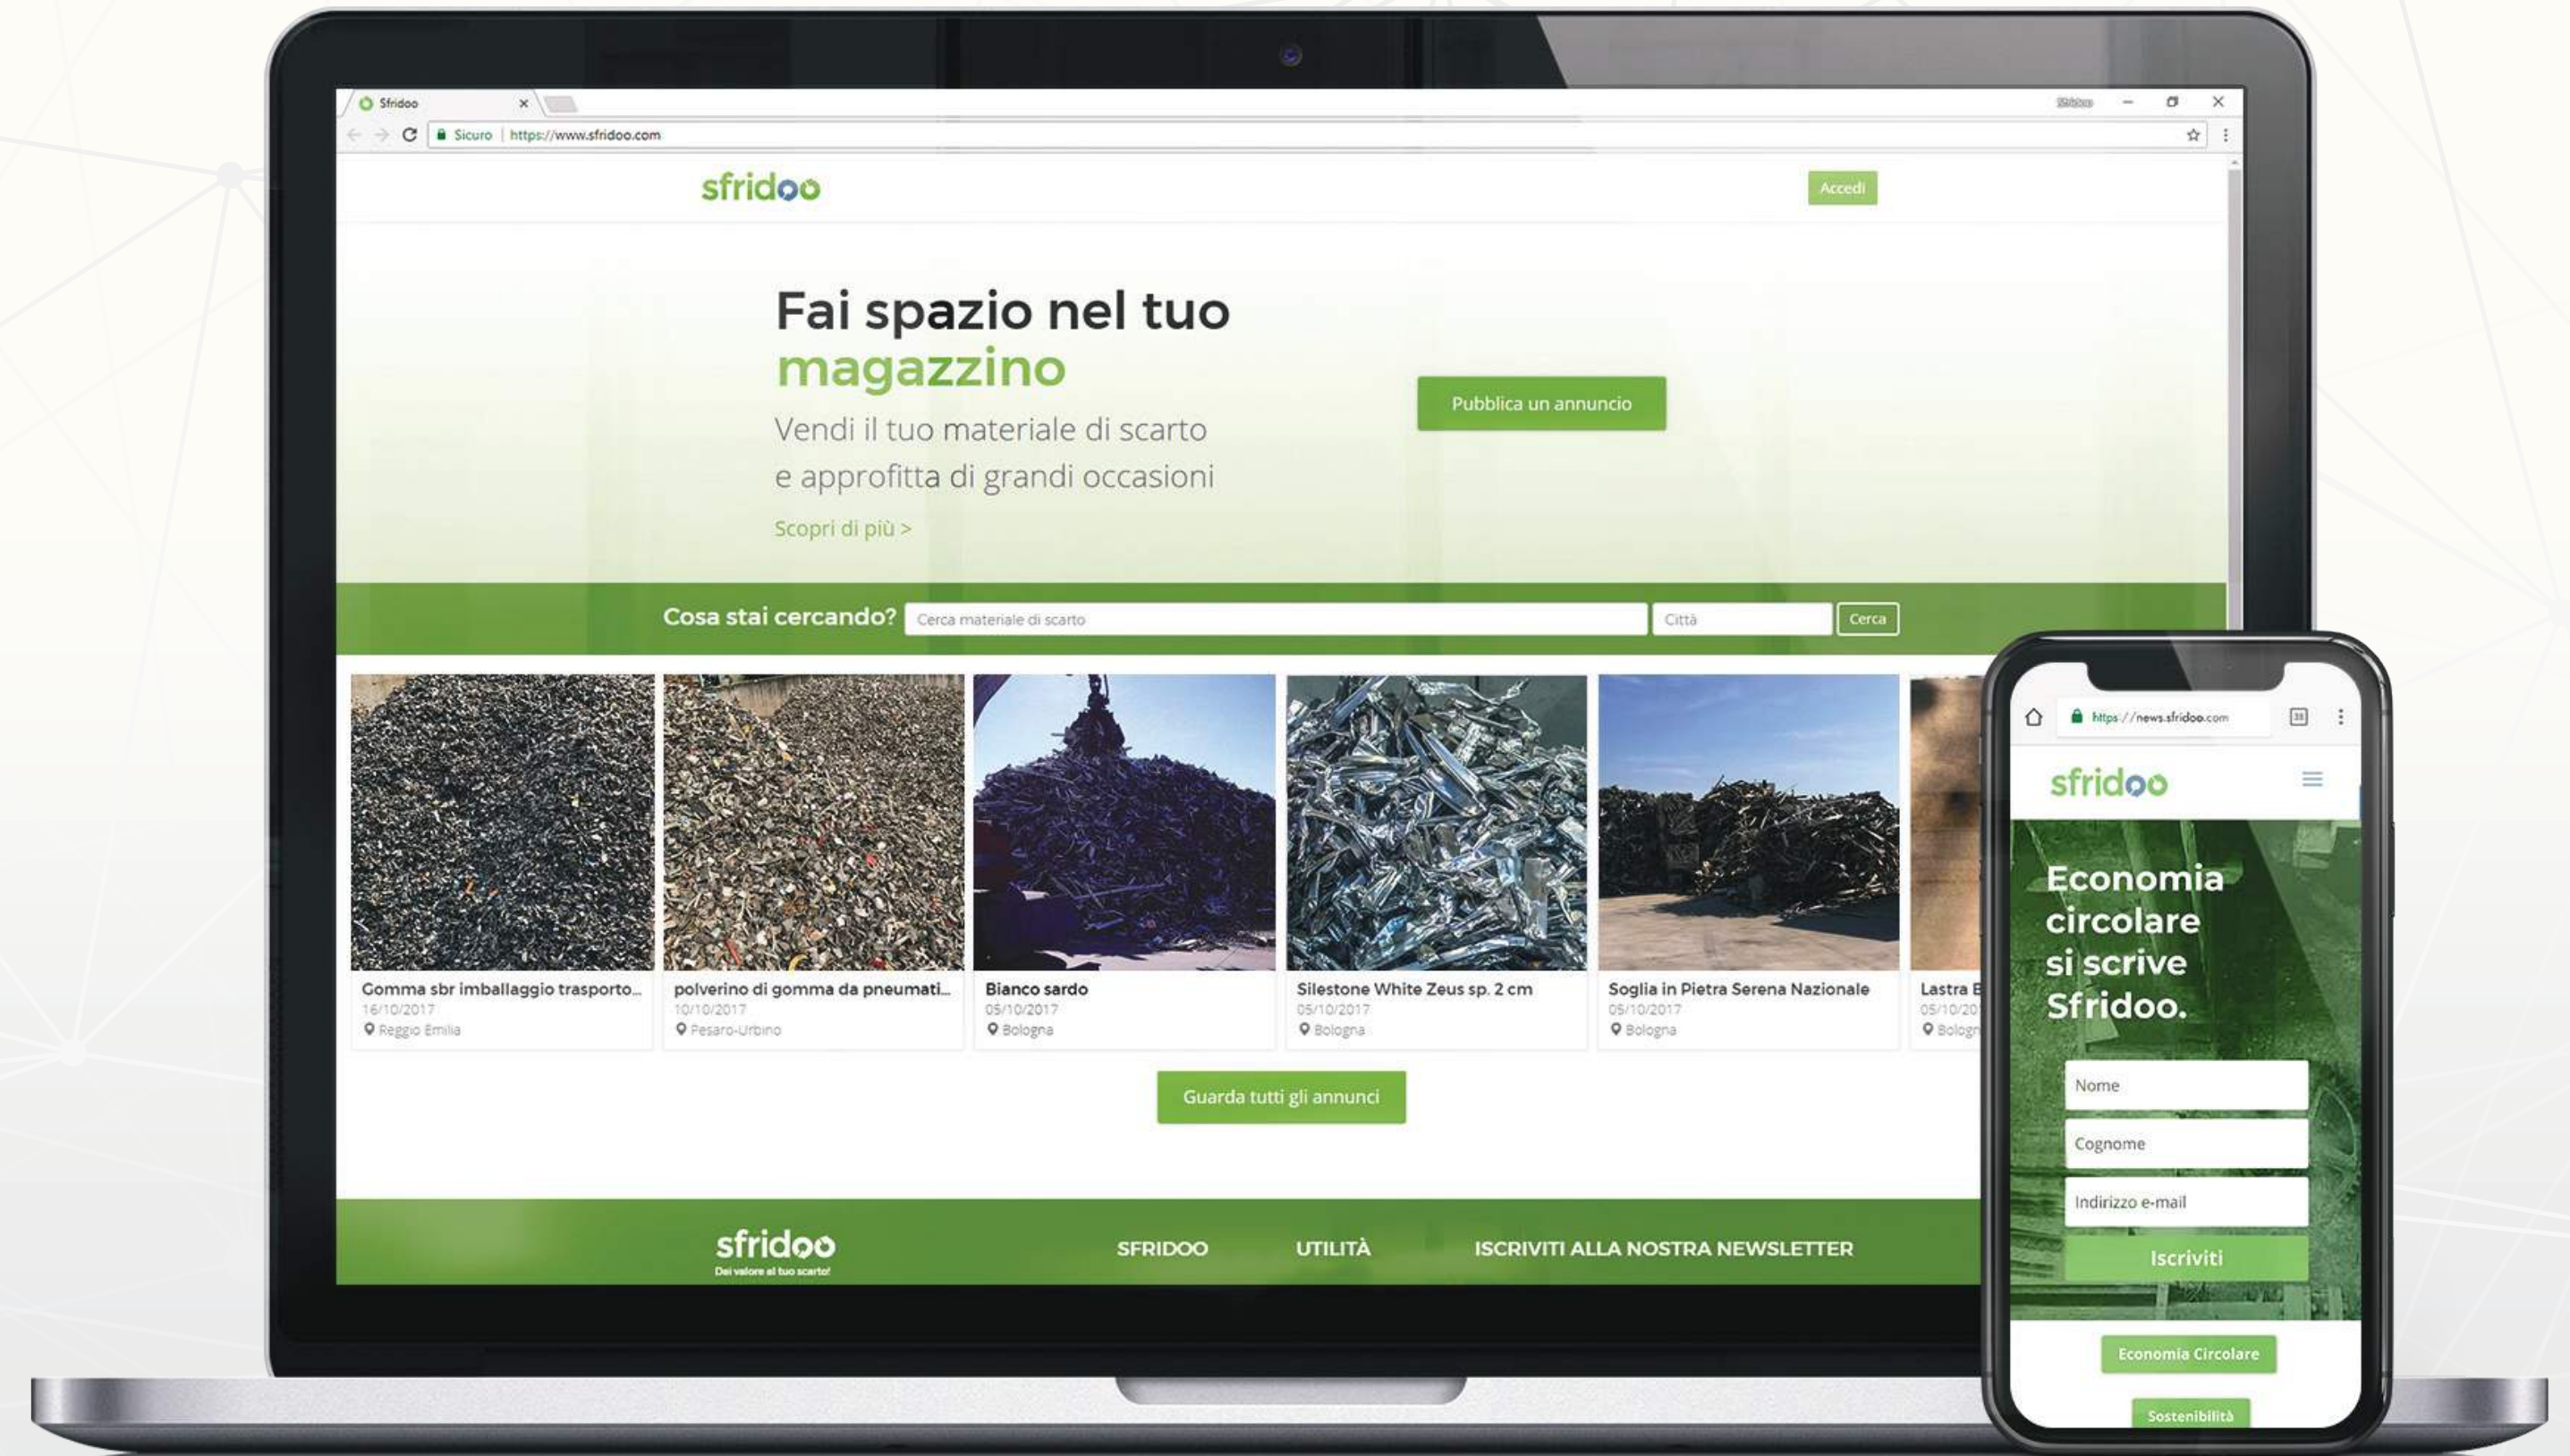 Sfridoo
Sfridoo
Sicuro | https://www.sfridoo.com
sfridoo
Accedi
Fai spazio nel tuo
magazzino
Vendi il tuo materiale di scarto
e approfitta di grandi occasioni
Scopri di più >
Pubblica un annuncio
Cosa stai cercando?
Cerca materiale di scarto
Città
Cerca
Gomma sbr imballaggio trasporto...
16/10/2017
Reggio Emilia
polverino di gomma da pneumati...
10/10/2017
Pesaro-Urbino
Bianco sardo
05/10/2017
Bologna
Silestone White Zeus sp. 2 cm
05/10/2017
Bologna
Soglia in Pietra Serena Nazionale
05/10/2017
Bologna
Lastra
05/10/20
Bologn
Guarda tutti gli annunci
sfridoo
Dai valore al tuo scarto!
SFRIDOO
UTILITÀ
ISCRIVITI ALLA NOSTRA NEWSLETTER
https://news.sfridoo.com
sfridoo
Economia
circolare
si scrive
Sfridoo.
Nome
Cognome
Indirizzo e-mail
Iscriviti
Economia Circolare
Sostenibilità